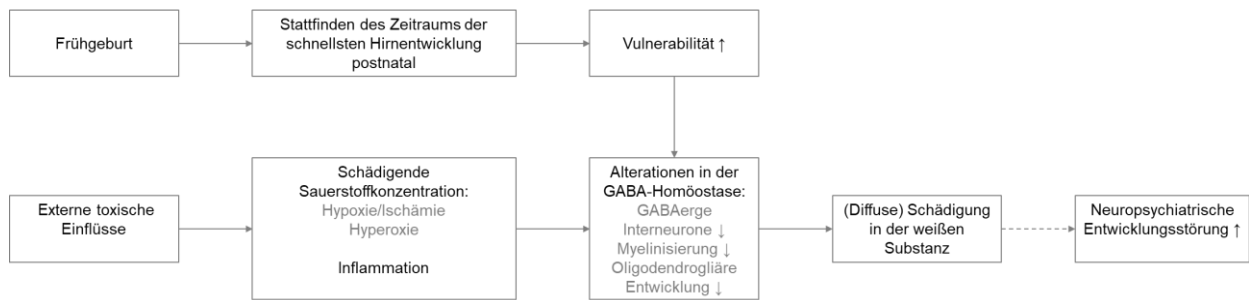 Frühgeburt
Stattfinden des Zeitraums der
schnellsten Hirnentwicklung
postnatal
Vulnerabilität ↑
Externe toxische
Einflüsse
Schädigende
Sauerstoffkonzentration:
Hypoxie/Ischämie
Hyperoxie
Inflammation
Alterationen in der
GABA-Homöostase:
GABAerge
Interneurone ↓
Myelinisierung ↓
Oligodendrogliäre
Entwicklung ↓
(Diffuse) Schädigung
in der weißen
Substanz
Neuropsychiatrische
Entwicklungsstörung ↑